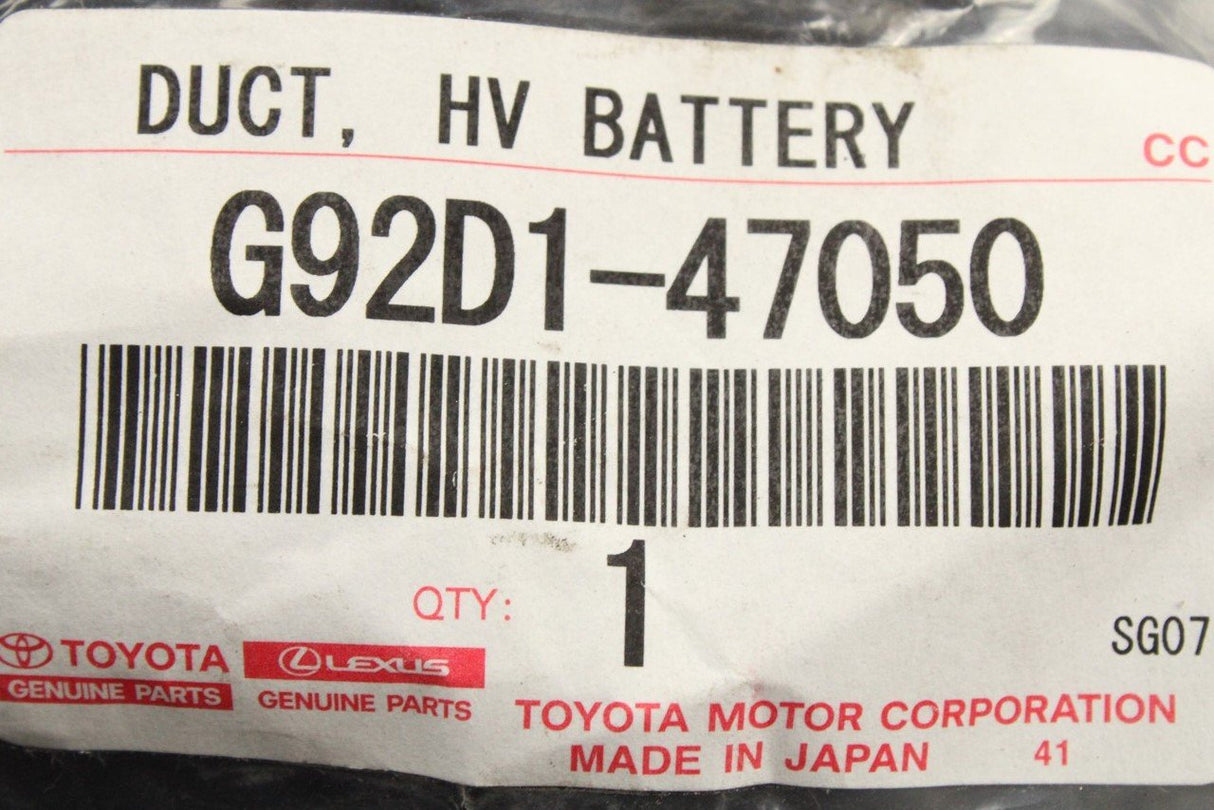 DUCT, HV BATTERY
CC
G92D1-47050
QTY: 1
SG07
TOYOTA
GENUINE PARTS
LEXUS
GENUINE PARTS
TOYOTA MOTOR CORPORATION
MADE IN JAPAN 41